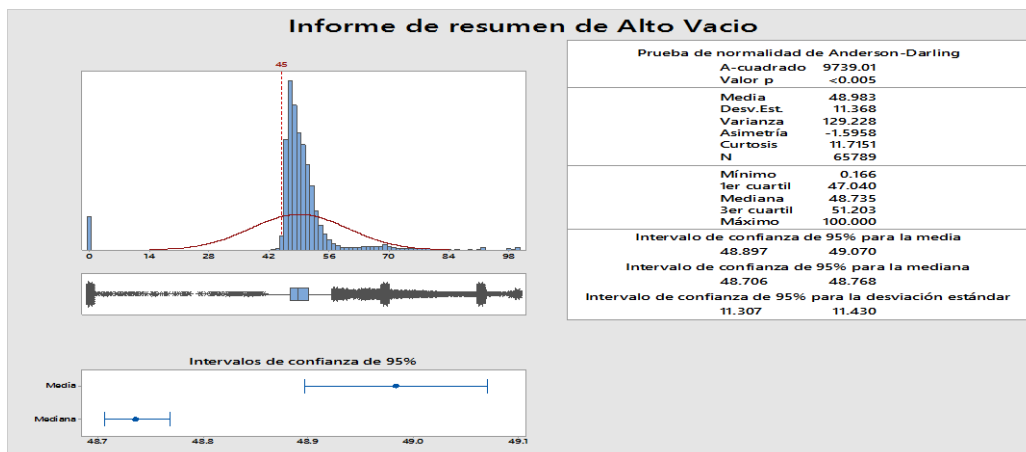 Informe de resumen de Alto Vacio
45
0 14 28 42 56 70 84 98
Intervalos de confianza de 95%
Media
Mediana
48.7 48.8 48.9 49.0 49.1
Prueba de normalidad de Anderson-Darling
A-cuadrado 9739.01
Valor p <0.005
Media 48.983
Desv.Est. 11.368
Varianza 129.228
Asimetría -1.5958
Curtosis 11.7151
N 65789
Mínimo 0.166
1er cuartil 47.040
Mediana 48.735
3er cuartil 51.203
Máximo 100.000
Intervalo de confianza de 95% para la media
48.897 49.070
Intervalo de confianza de 95% para la mediana
48.706 48.768
Intervalo de confianza de 95% para la desviación estándar
11.307 11.430